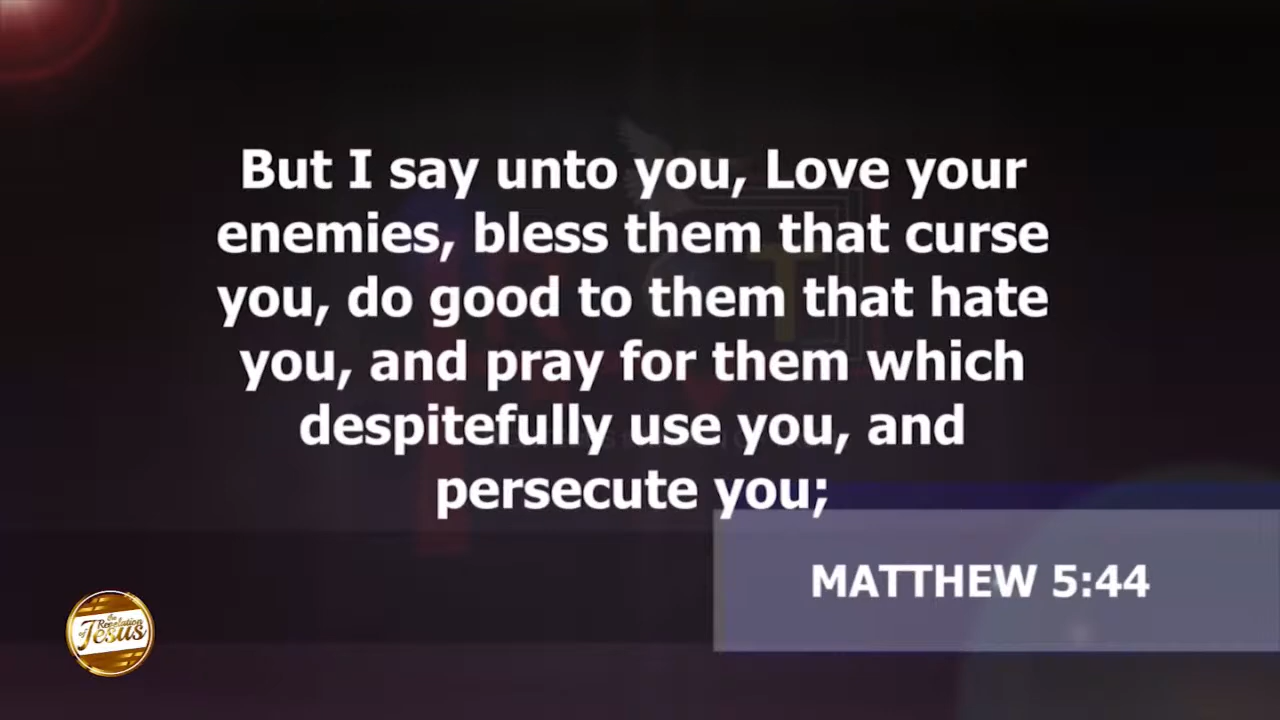 But I say unto you, Love your
enemies, bless them that curse
you, do good to them that hate
you, and pray for them which
despitefully use you, and
persecute you;
MATTHEW 5:44
the
Revelation
of Jesus